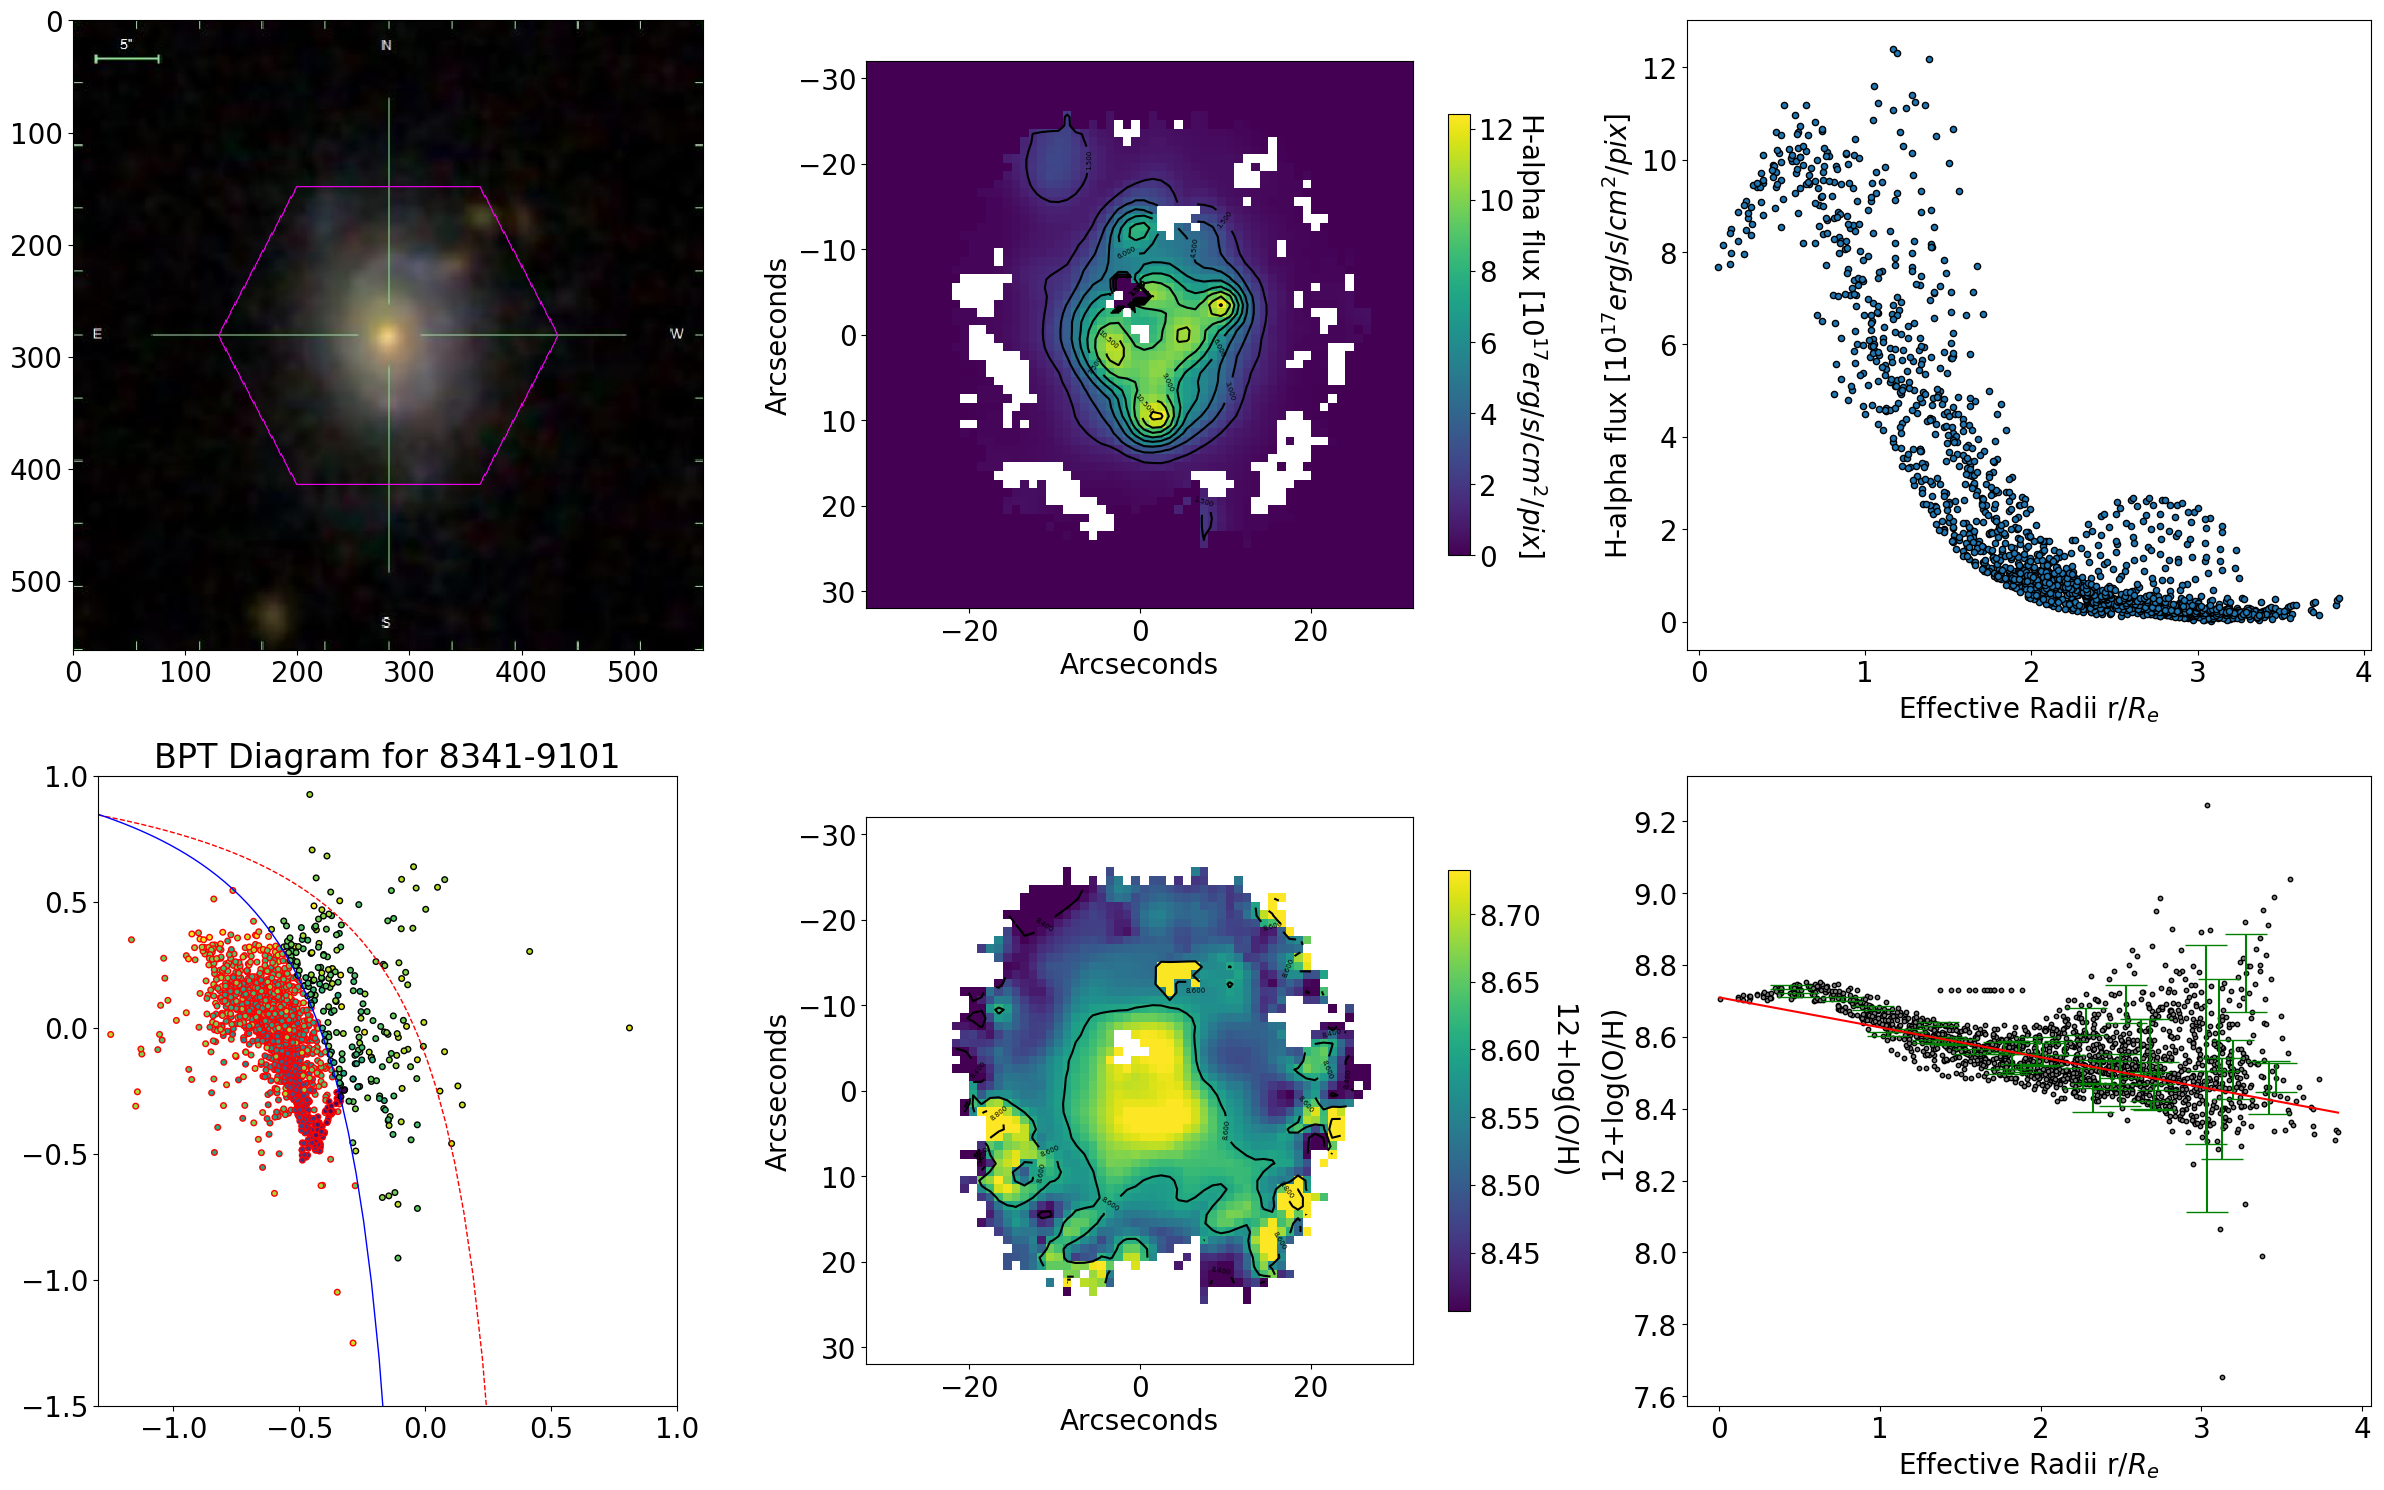 0
100
200
300
400
500
0 100 200 300 400 500
5"
N
E
W
S
−30
−20
−10
0
10
20
30
−20 0 20
Arcseconds
Arcseconds
12
10
8
6
4
2
0
H-alpha flux [10^17 erg/s/cm^2/pix]
12
10
8
6
4
2
0
H-alpha flux [10^17 erg/s/cm^2/pix]
0 1 2 3 4
Effective Radii r/R_e
BPT Diagram for 8341-9101
1.0
0.5
0.0
−0.5
−1.0
−1.5
−1.0 −0.5 0.0 0.5 1.0
−30
−20
−10
0
10
20
30
−20 0 20
Arcseconds
Arcseconds
8.70
8.65
8.60
8.55
8.50
8.45
12+log(O/H)
9.2
9.0
8.8
8.6
8.4
8.2
8.0
7.8
7.6
12+log(O/H)
0 1 2 3 4
Effective Radii r/R_e